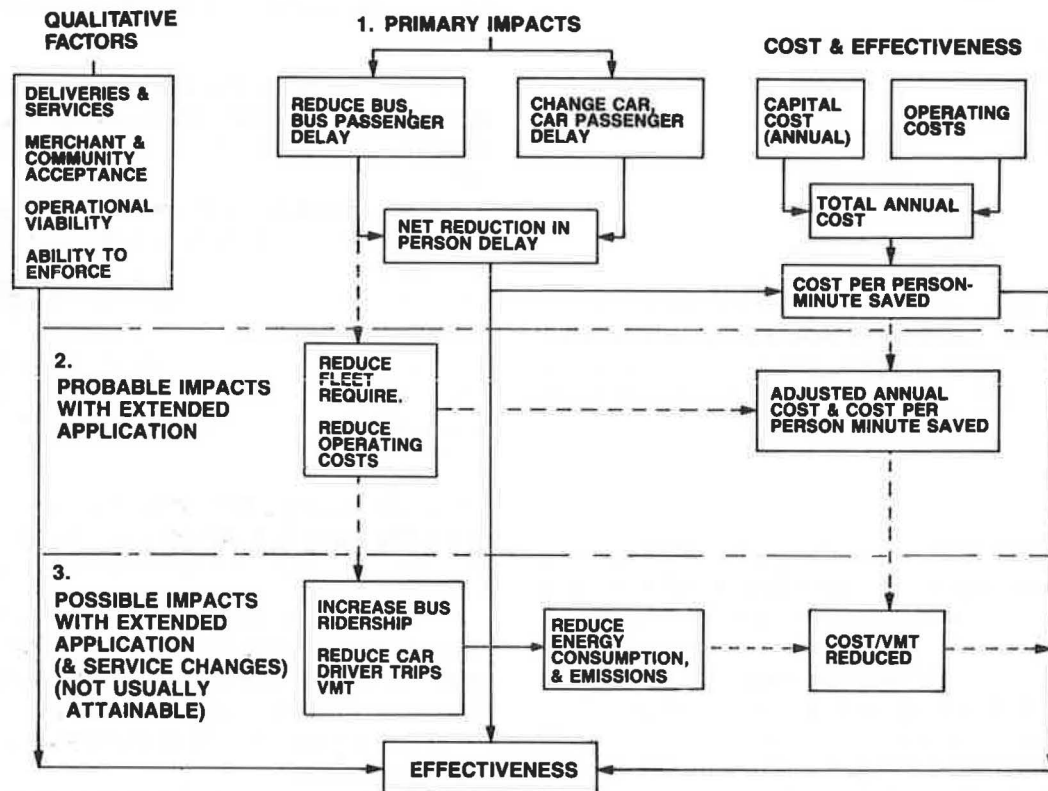 QUALITATIVE
FACTORS
DELIVERIES &
SERVICES
MERCHANT &
COMMUNITY
ACCEPTANCE
OPERATIONAL
VIABILITY
ABILITY TO
ENFORCE
1. PRIMARY IMPACTS
REDUCE BUS,
BUS PASSENGER
DELAY
CHANGE CAR,
CAR PASSENGER
DELAY
NET REDUCTION IN
PERSON DELAY
COST & EFFECTIVENESS
CAPITAL
COST
(ANNUAL)
OPERATING
COSTS
TOTAL ANNUAL
COST
COST PER PERSON-
MINUTE SAVED
2.
PROBABLE IMPACTS
WITH EXTENDED
APPLICATION
REDUCE
FLEET
REQUIRE.
REDUCE
OPERATING
COSTS
ADJUSTED ANNUAL
COST & COST PER
PERSON MINUTE SAVED
3.
POSSIBLE IMPACTS
WITH EXTENDED
APPLICATION
(& SERVICE CHANGES)
(NOT USUALLY
ATTAINABLE)
INCREASE BUS
RIDERSHIP
REDUCE CAR
DRIVER TRIPS
VMT
REDUCE
ENERGY
CONSUMPTION,
& EMISSIONS
COST/VMT
REDUCED
EFFECTIVENESS